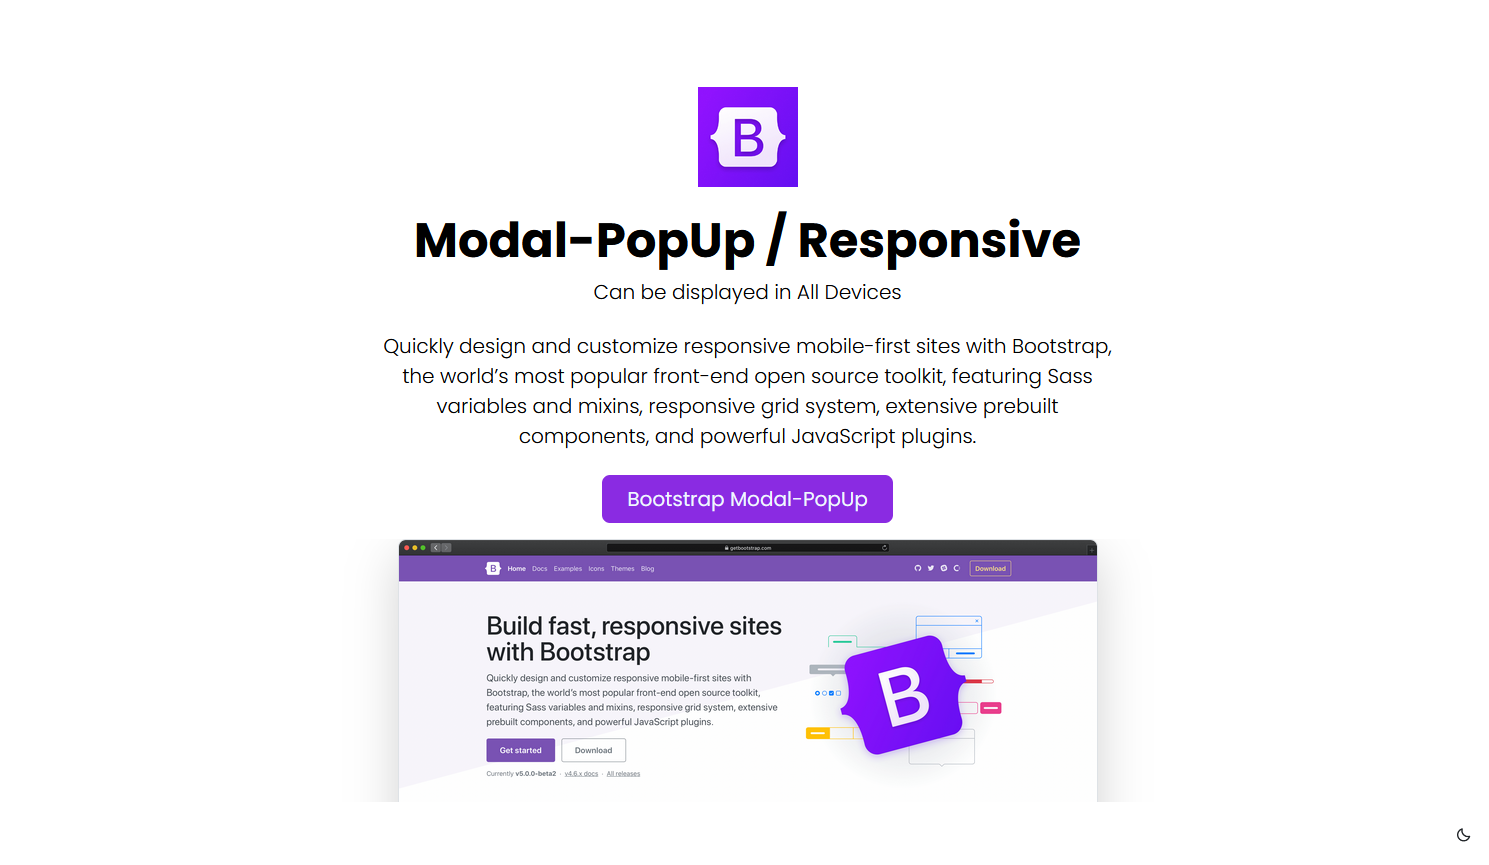 B
Modal-PopUp / Responsive
Can be displayed in All Devices
Quickly design and customize responsive mobile-first sites with Bootstrap,
the world’s most popular front-end open source toolkit, featuring Sass
variables and mixins, responsive grid system, extensive prebuilt
components, and powerful JavaScript plugins.
Bootstrap Modal-PopUp
getbootstrap.com
B Home Docs Examples Icons Themes Blog Download
Build fast, responsive sites
with Bootstrap
Quickly design and customize responsive mobile-first sites with
Bootstrap, the world’s most popular front-end open source toolkit,
featuring Sass variables and mixins, responsive grid system, extensive
prebuilt components, and powerful JavaScript plugins.
B
Get started Download
Currently v5.0.0-beta2 · v4.6.x docs · All releases